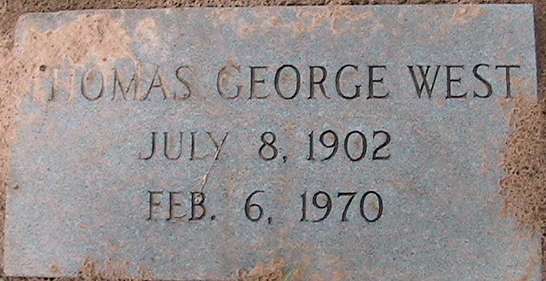 THOMAS GEORGE WEST
JULY 8, 1902
FEB. 6, 1970